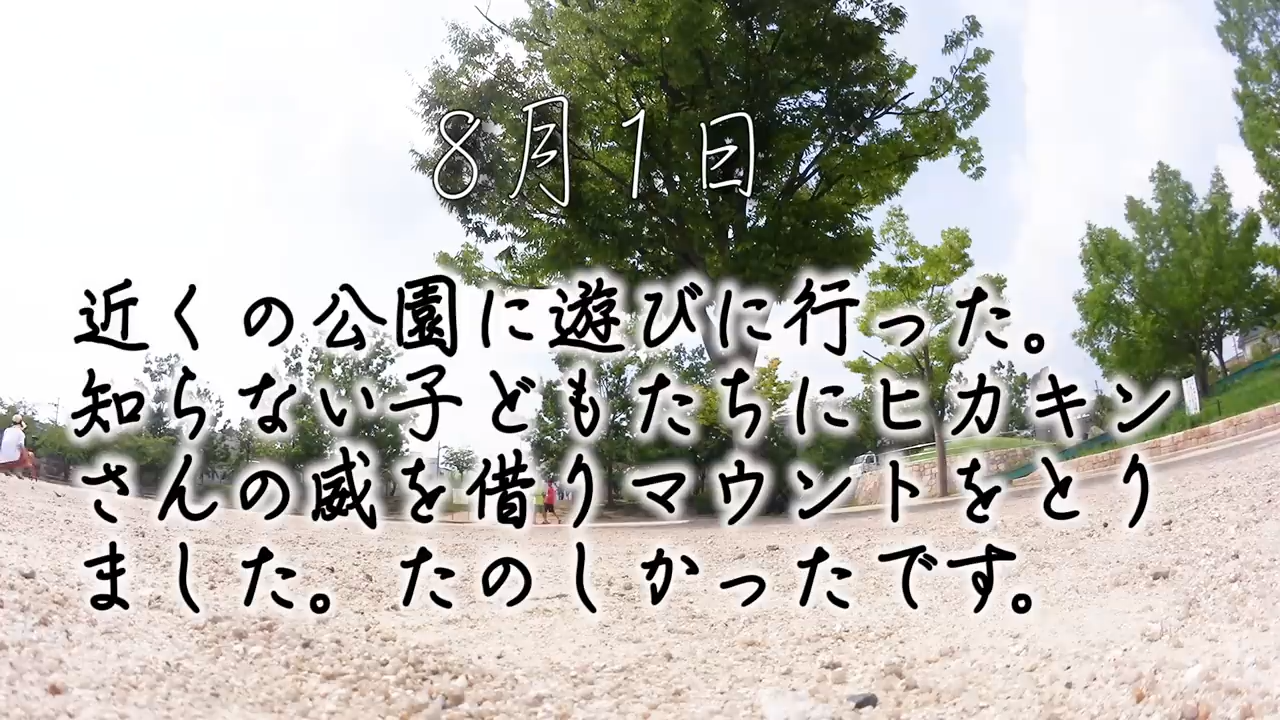 8月1日
近くの公園に遊びに行った。
知らない子どもたちにヒカキン
さんの威を借りマウントをとり
ました。たのしかったです。